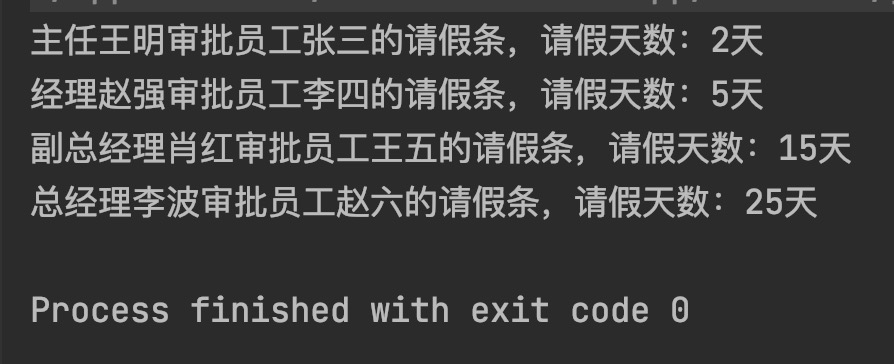 主任王明审批员工张三的请假条，请假天数：2天
经理赵强审批员工李四的请假条，请假天数：5天
副总经理肖红审批员工王五的请假条，请假天数：15天
总经理李波审批员工赵六的请假条，请假天数：25天
Process finished with exit code 0